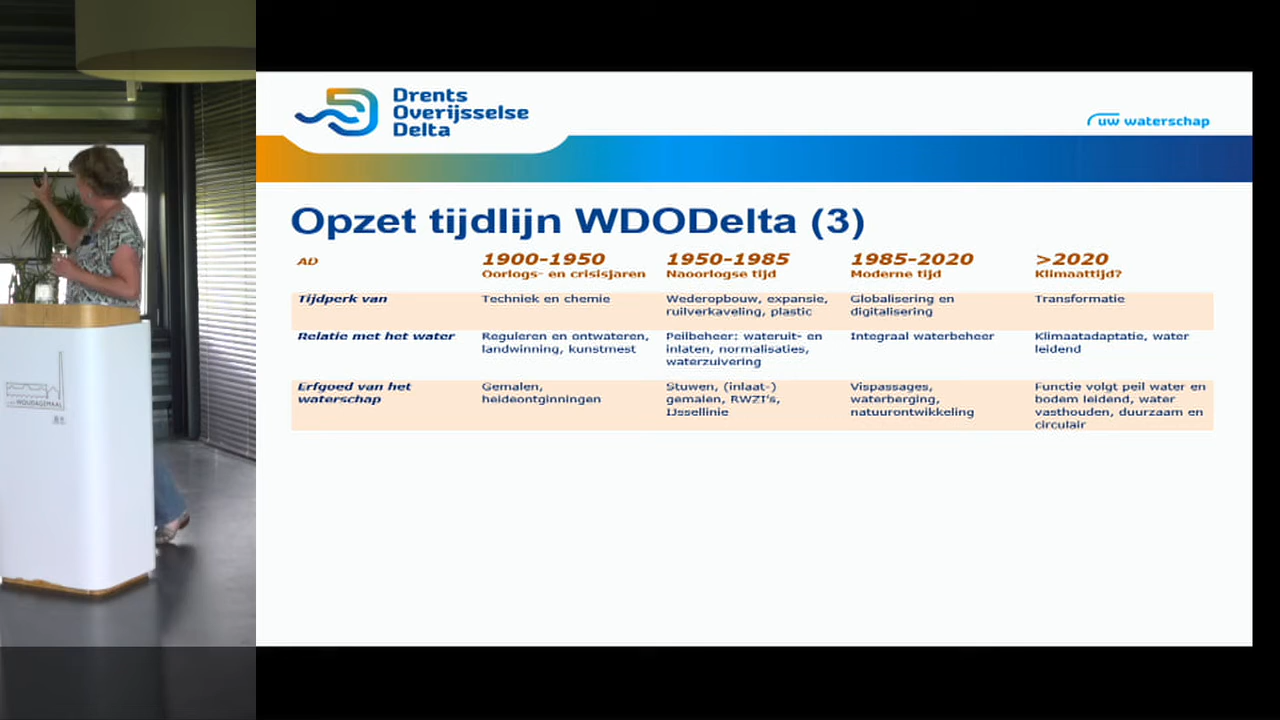 Drents
Overijsselse
Delta
uw waterschap
Opzet tijdlijn WDODelta (3)
AD
1900-1950
Oorlogs- en crisisjaren
1950-1985
Naoorlogse tijd
1985-2020
Moderne tijd
>2020
Klimaattijd?
Tijdperk van
Techniek en chemie
Wederopbouw, expansie,
ruilverkaveling, plastic
Globalisering en
digitalisering
Transformatie
Relatie met het water
Reguleren en ontwateren,
landwinning, kunstmest
Peilbeheer: wateruit- en
inlaten, normalisaties,
waterzuivering
Integraal waterbeheer
Klimaatadaptatie, water
leidend
Erfgoed van het
waterschap
Gemalen,
heideontginningen
Stuwen, (inlaat-)
gemalen, RWZI's,
IJssellinie
Vispassages,
waterberging,
natuurontwikkeling
Functie volgt peil water en
bodem leidend, water
vasthouden, duurzaam en
circulair
WOUDAGEMAAL